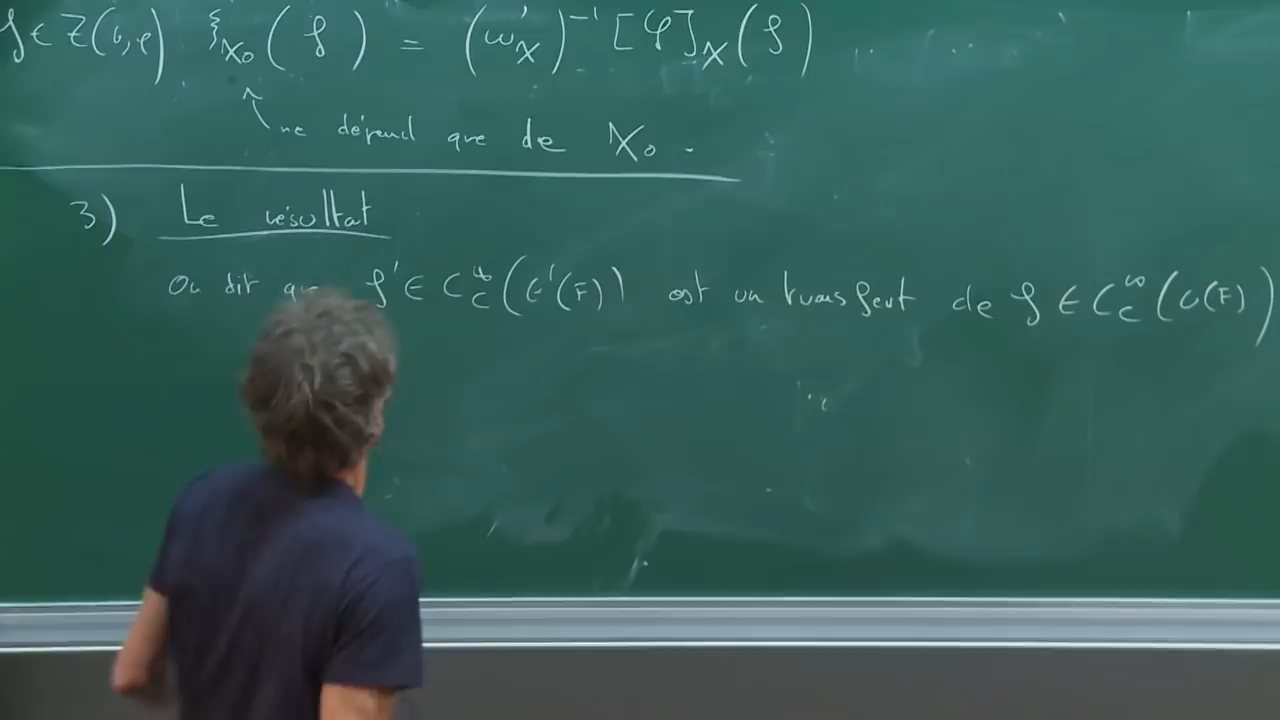 f ∈ Z(G,ρ) ξ_{X₀}(f) = (ω'_X)^{-1} [φ]_X(f)
ne dépend que de X₀.
3) Le résultat
On dit que f' ∈ C_c^∞(G'(F)) est un transfert de f ∈ C_c^∞(G(F))